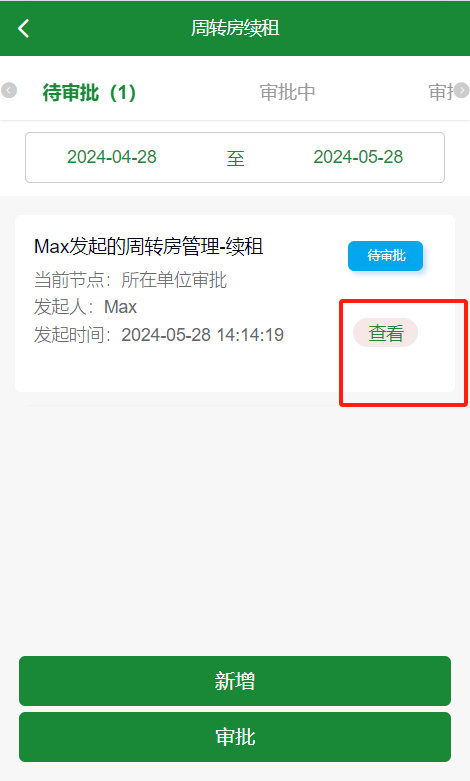 周转房续租
待审批（1） 审批中 审
2024-04-28 至 2024-05-28
Max发起的周转房管理-续租 待审批
当前节点：所在单位审批
发起人：Max
发起时间：2024-05-28 14:14:19 查看
新增
审批